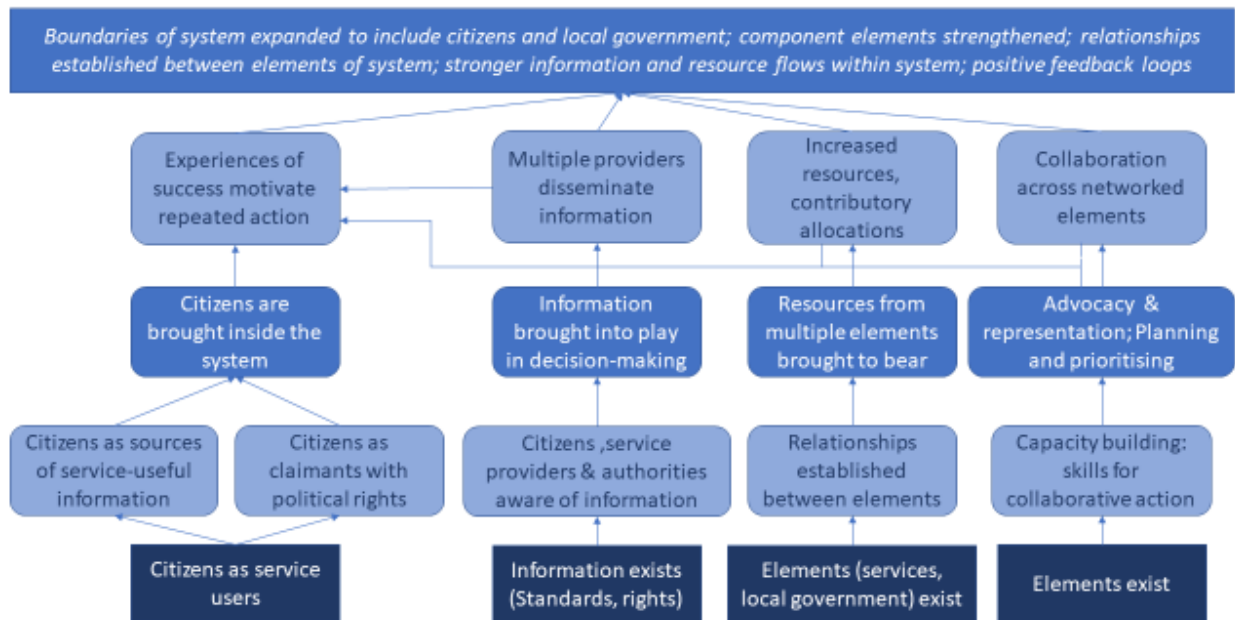 Boundaries of system expanded to include citizens and local government; component elements strengthened; relationships
established between elements of system; stronger information and resource flows within system; positive feedback loops
Experiences of
success motivate
repeated action
Multiple providers
disseminate
information
Increased
resources,
contributory
allocations
Collaboration
across networked
elements
Citizens are
brought inside the
system
Information
brought into play
in decision-making
Resources from
multiple elements
brought to bear
Advocacy &
representation; Planning
and prioritising
Citizens as sources
of service-useful
information
Citizens as
claimants with
political rights
Citizens ,service
providers & authorities
aware of information
Relationships
established
between elements
Capacity building:
skills for
collaborative action
Citizens as service
users
Information exists
(Standards, rights)
Elements (services,
local government) exist
Elements exist